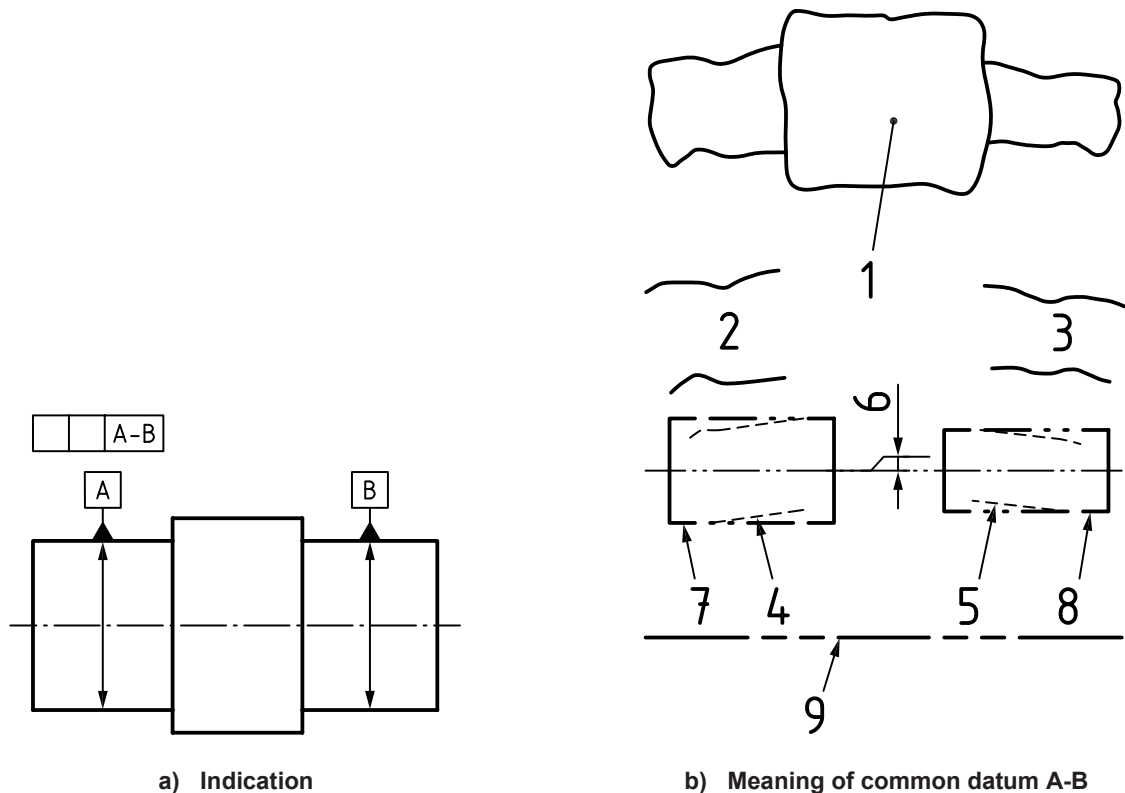 1
2 3
6
A-B
A B
7 4 5 8
9
a) Indication
b) Meaning of common datum A-B